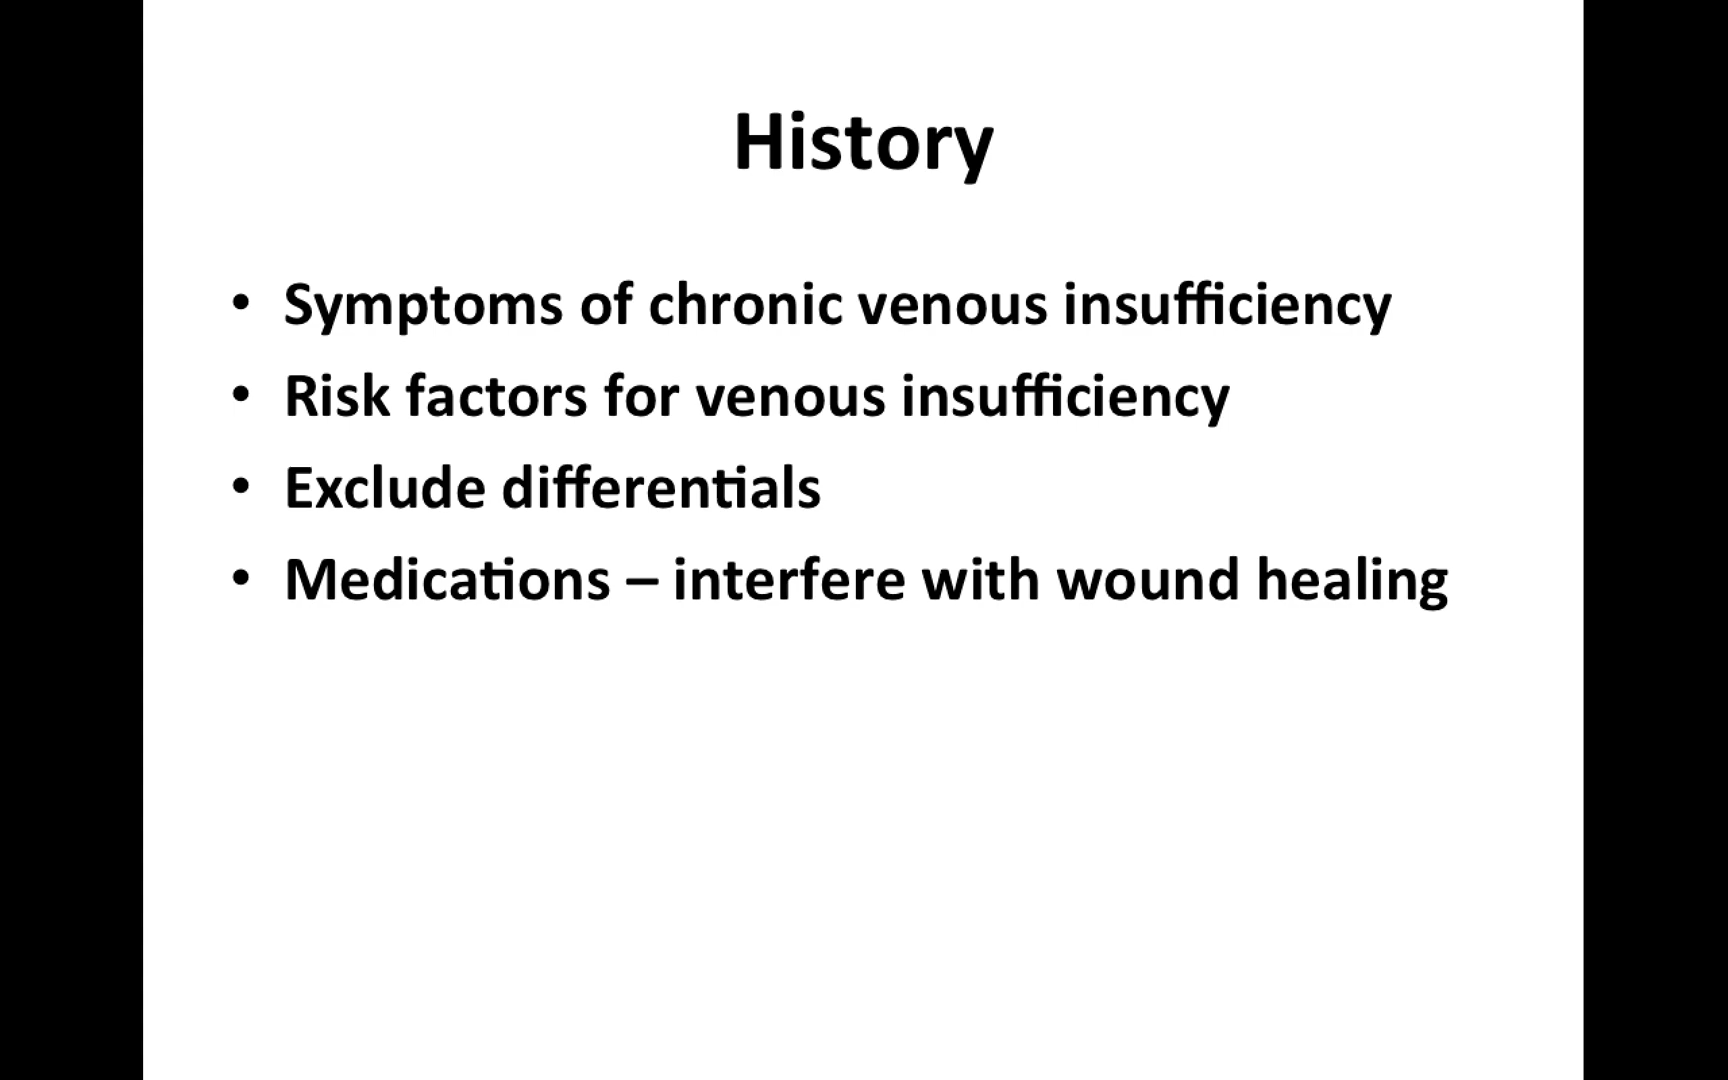 History
• Symptoms of chronic venous insufficiency
• Risk factors for venous insufficiency
• Exclude differentials
• Medications – interfere with wound healing